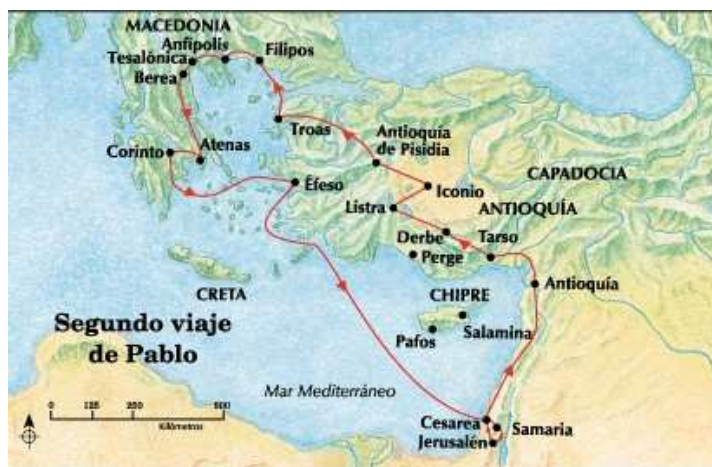 MACEDONIA
Anfípolis
Tesalónica
Filipos
Berea
Troas
Antioquía
de Pisidia
Atenas
Corinto
CAPADOCIA
Éfeso
Iconio
Listra
ANTIOQUÍA
Derbe
Tarso
Perge
Antioquía
CRETA
CHIPRE
Salamina
Pafos
Segundo viaje
de Pablo
Mar Mediterráneo
0 125 250 500
Kilómetros
Cesarea
Samaria
Jerusalén